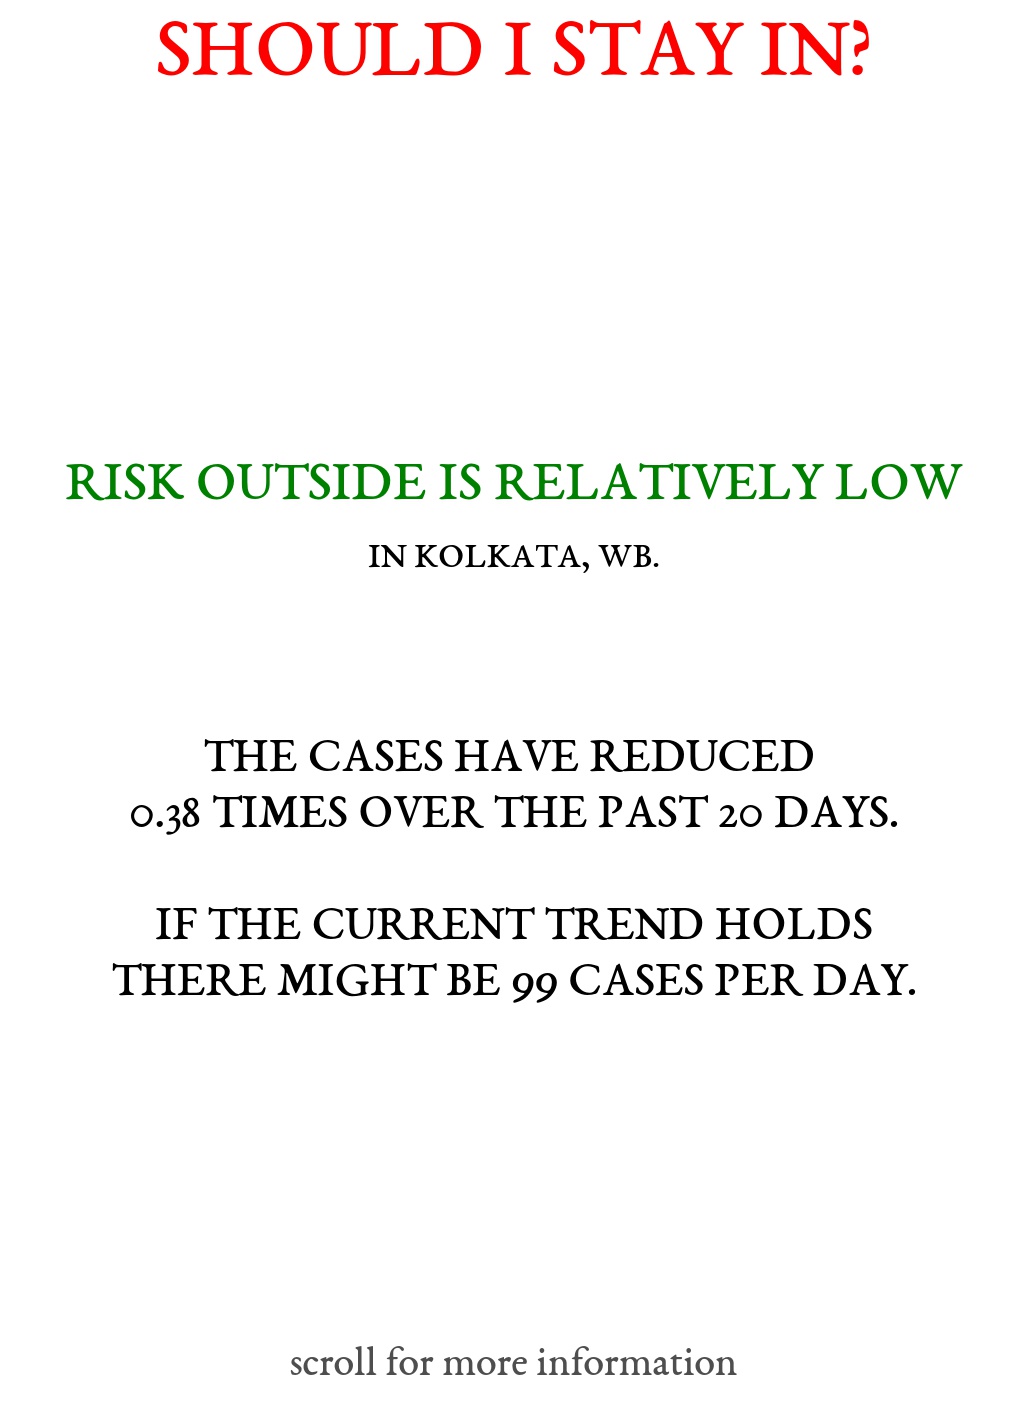 SHOULD I STAY IN?
RISK OUTSIDE IS RELATIVELY LOW
IN KOLKATA, WB.
THE CASES HAVE REDUCED
0.38 TIMES OVER THE PAST 20 DAYS.
IF THE CURRENT TREND HOLDS
THERE MIGHT BE 99 CASES PER DAY.
scroll for more information